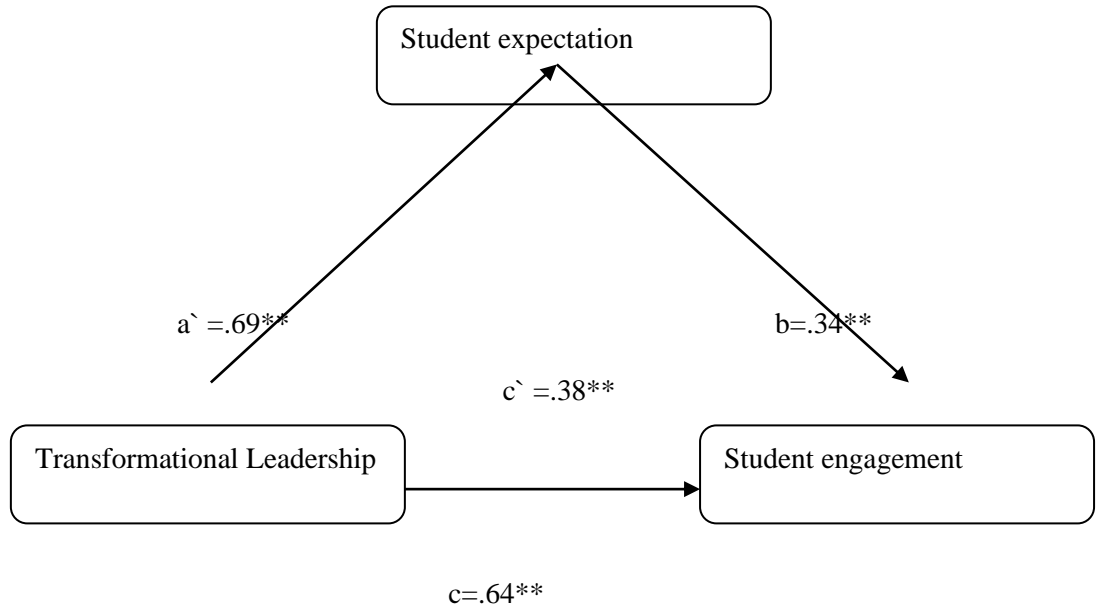 Student expectation
a` =.69**
b=.34**
c` =.38**
Transformational Leadership
Student engagement
c=.64**